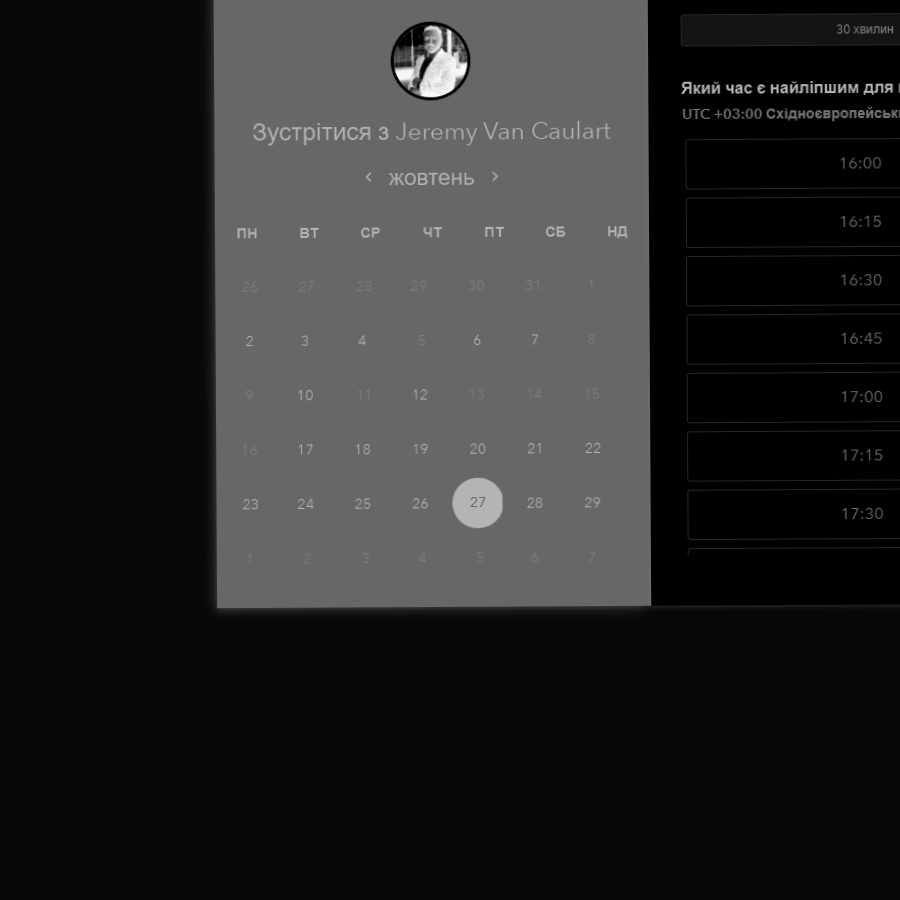 Зустрітися з Jeremy Van Caulart
‹ жовтень ›
ПН ВТ СР ЧТ ПТ СБ НД
26 27 28 29 30 31 1
2 3 4 5 6 7 8
9 10 11 12 13 14 15
16 17 18 19 20 21 22
23 24 25 26 27 28 29
1 2 3 4 5 6 7
30 хвилин
Який час є найліпшим для
UTC +03:00 Східноєвропейськ
16:00
16:15
16:30
16:45
17:00
17:15
17:30